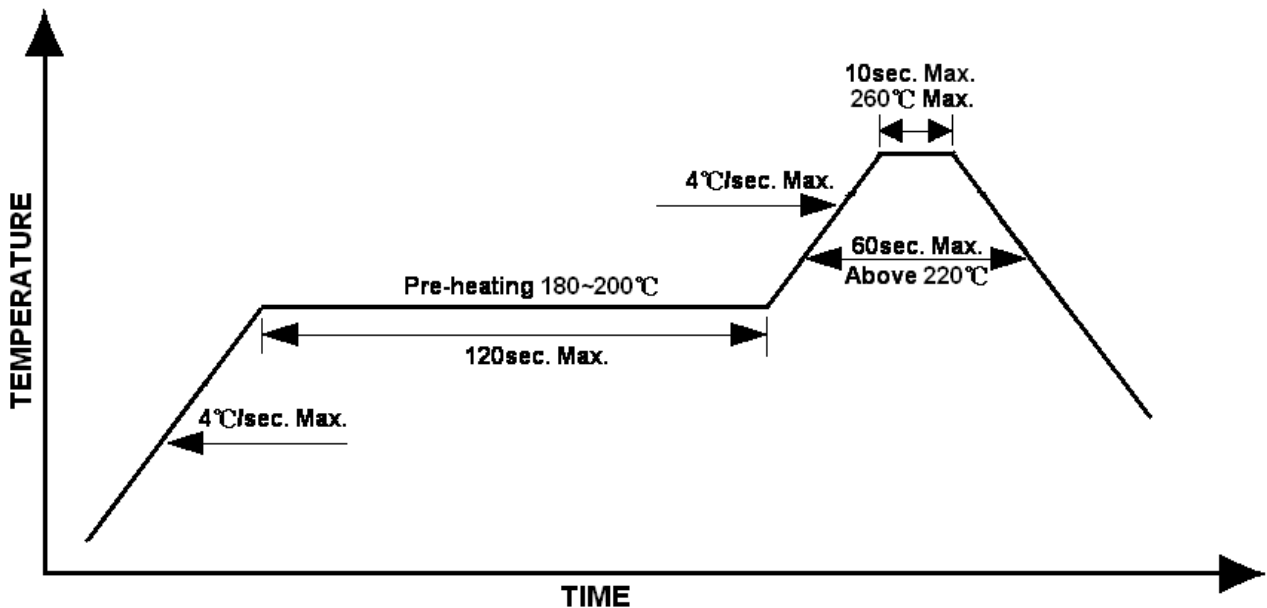 10sec. Max.
260℃ Max.
4℃/sec. Max.
60sec. Max.
Above 220℃
Pre-heating 180~200℃
120sec. Max.
4℃/sec. Max.
TEMPERATURE
TIME